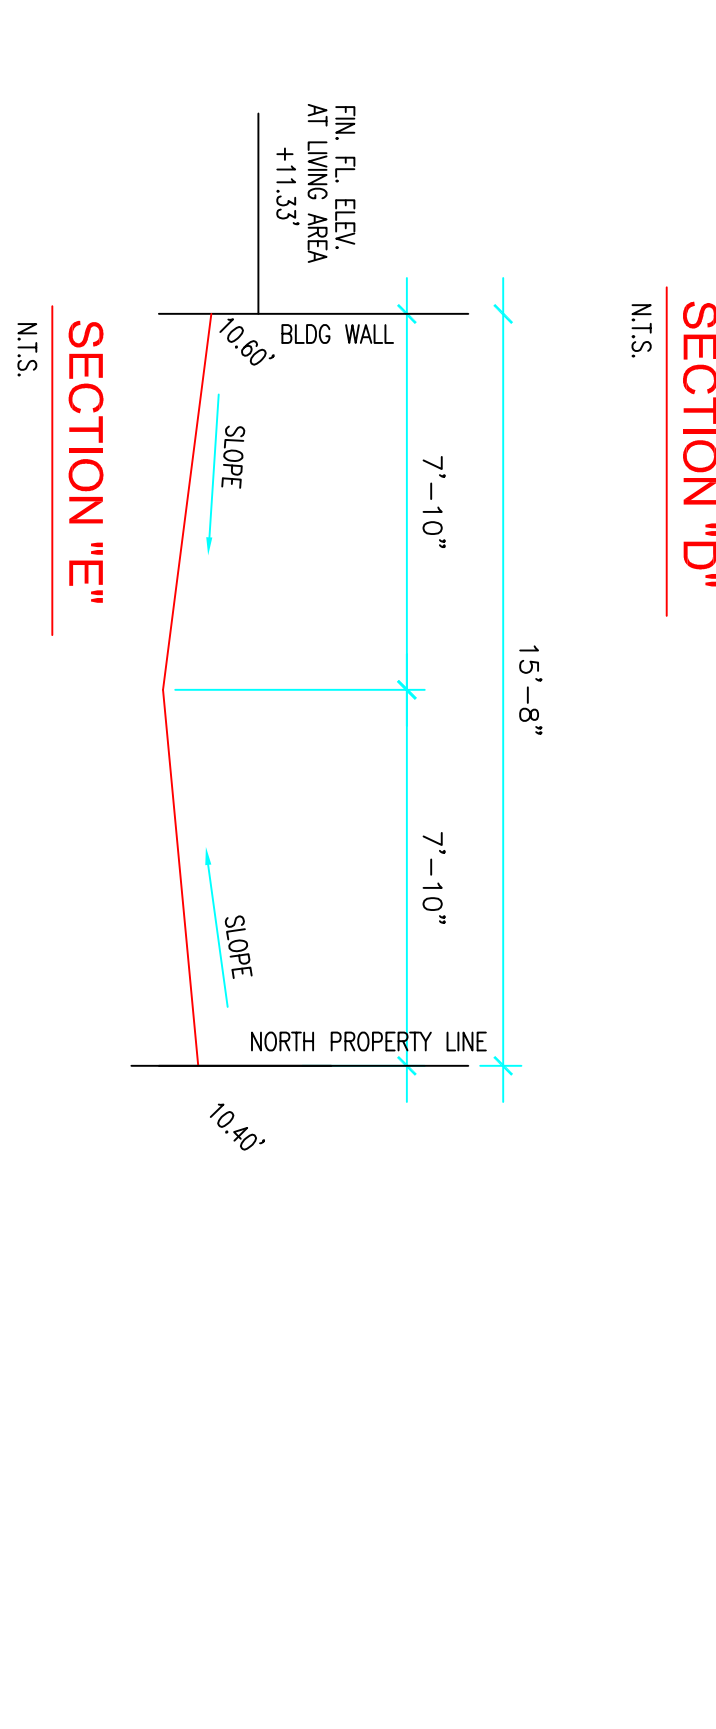 SECTION "D"
N.T.S.
15'-8"
7'-10"
7'-10"
FIN. FL. ELEV.
AT LIVING AREA
+11.33'
BLDG WALL
NORTH PROPERTY LINE
10.60'
SLOPE
SLOPE
10.40'
SECTION "E"
N.T.S.